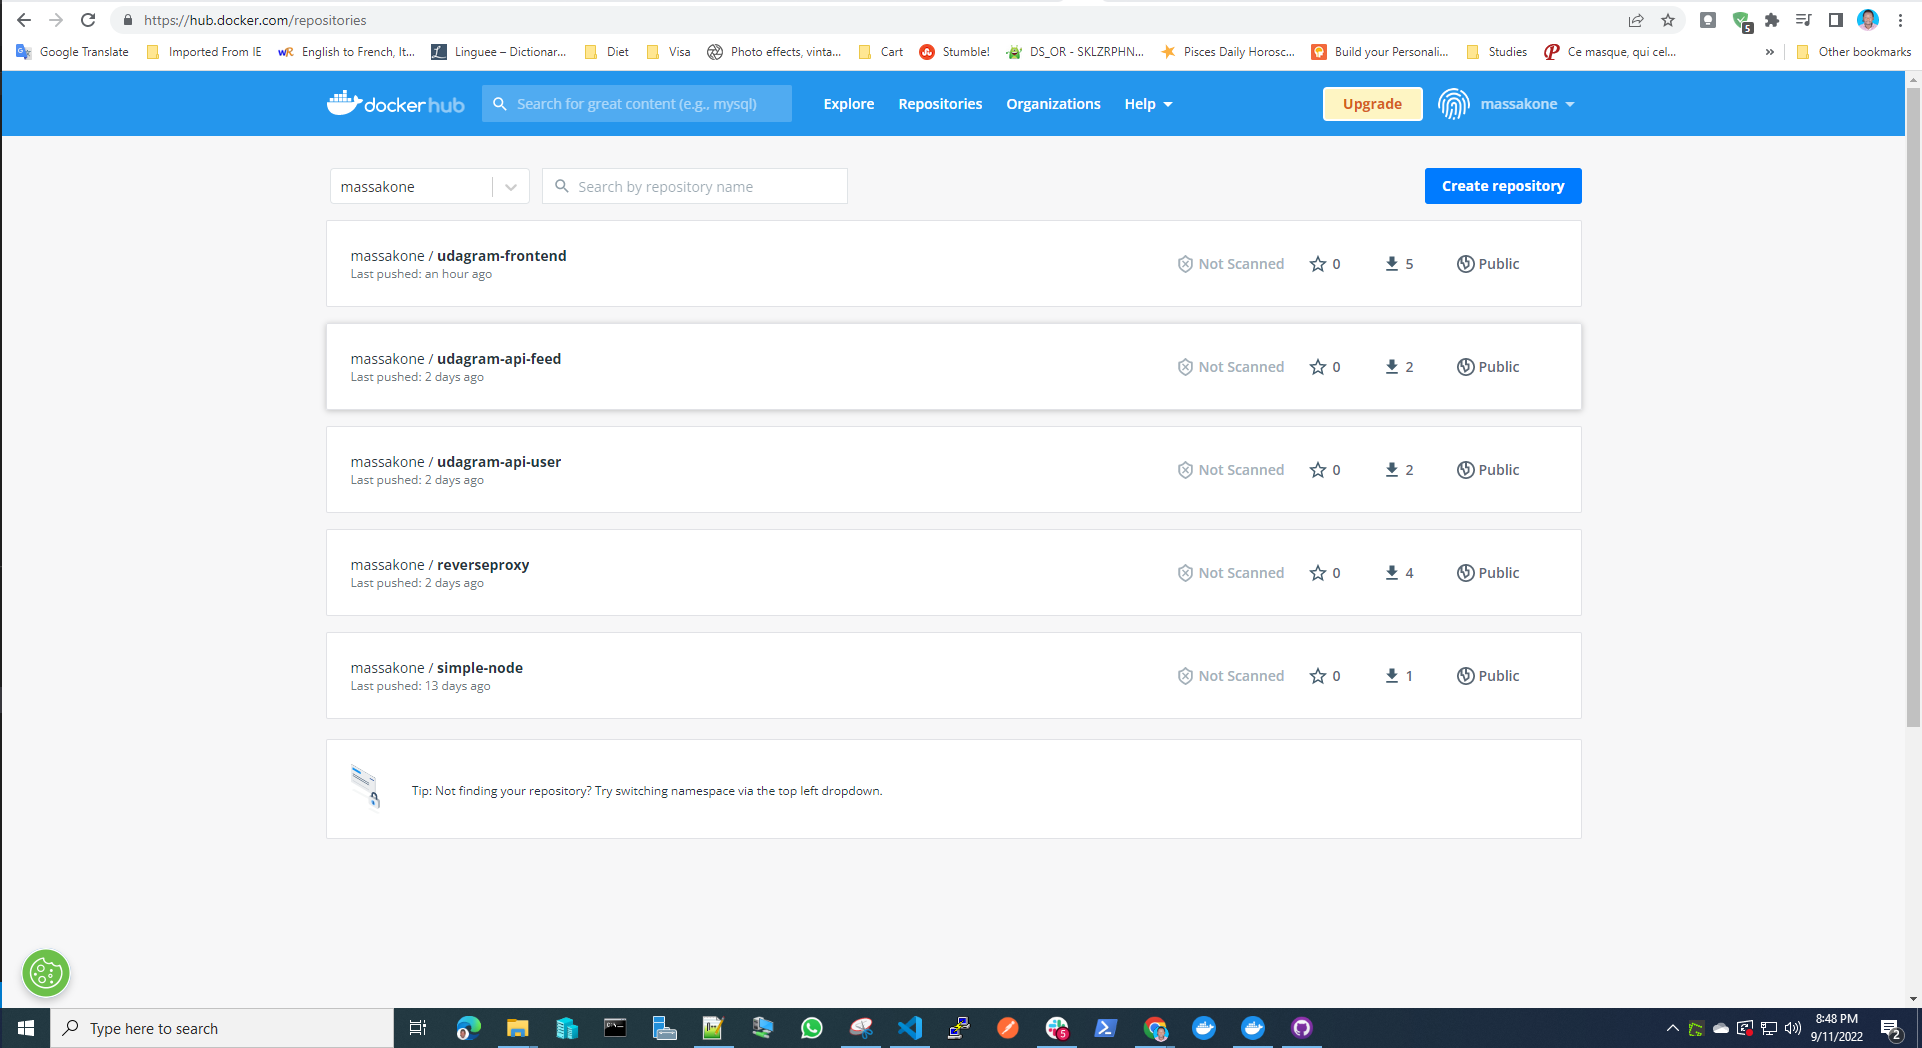 https://hub.docker.com/repositories
5
Google Translate
Imported From IE
English to French, It...
Linguee – Dictionar...
Diet
Visa
Photo effects, vinta...
Cart
Stumble!
DS_OR - SKLZRPHN...
Pisces Daily Horosc...
Build your Personali...
Studies
Ce masque, qui cel...
»
Other bookmarks
dockerhub
Search for great content (e.g., mysql)
Explore
Repositories
Organizations
Help
Upgrade
massakone
massakone
Search by repository name
Create repository
massakone / udagram-frontend
Last pushed: an hour ago
Not Scanned
0
5
Public
massakone / udagram-api-feed
Last pushed: 2 days ago
Not Scanned
0
2
Public
massakone / udagram-api-user
Last pushed: 2 days ago
Not Scanned
0
2
Public
massakone / reverseproxy
Last pushed: 2 days ago
Not Scanned
0
4
Public
massakone / simple-node
Last pushed: 13 days ago
Not Scanned
0
1
Public
Tip: Not finding your repository? Try switching namespace via the top left dropdown.
Type here to search
5
8:48 PM
9/11/2022
2